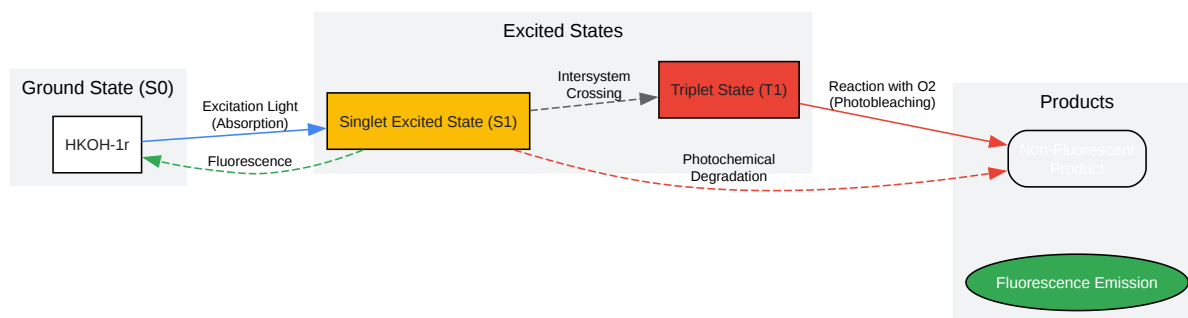 Excited States
Ground State (S0)
HKOH-1r
Excitation Light
(Absorption)
Fluorescence
Singlet Excited State (S1)
Intersystem
Crossing
Triplet State (T1)
Photochemical
Degradation
Reaction with O2
(Photobleaching)
Products
Non-Fluorescent
Product
Fluorescence Emission